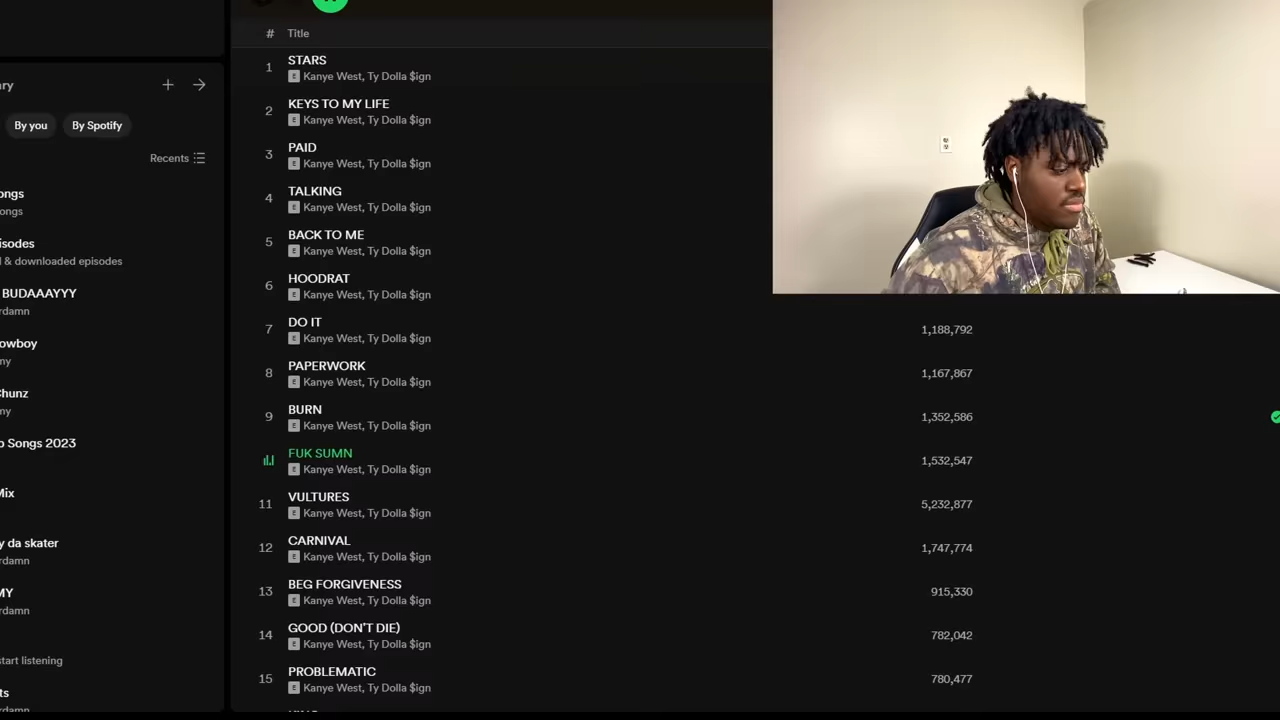 # Title
ry
By you By Spotify
Recents
ongs
ongs
isodes
l & downloaded episodes
BUDAAAYYY
rdamn
owboy
my
Chunz
my
p Songs 2023
Mix
y da skater
rdamn
MY
rdamn
start listening
ts
rdamn
1 STARS
E Kanye West, Ty Dolla $ign
2 KEYS TO MY LIFE
E Kanye West, Ty Dolla $ign
3 PAID
E Kanye West, Ty Dolla $ign
4 TALKING
E Kanye West, Ty Dolla $ign
5 BACK TO ME
E Kanye West, Ty Dolla $ign
6 HOODRAT
E Kanye West, Ty Dolla $ign
7 DO IT 1,188,792
E Kanye West, Ty Dolla $ign
8 PAPERWORK 1,167,867
E Kanye West, Ty Dolla $ign
9 BURN 1,352,586
E Kanye West, Ty Dolla $ign
FUK SUMN 1,532,547
E Kanye West, Ty Dolla $ign
11 VULTURES 5,232,877
E Kanye West, Ty Dolla $ign
12 CARNIVAL 1,747,774
E Kanye West, Ty Dolla $ign
13 BEG FORGIVENESS 915,330
E Kanye West, Ty Dolla $ign
14 GOOD (DON'T DIE) 782,042
E Kanye West, Ty Dolla $ign
15 PROBLEMATIC 780,477
E Kanye West, Ty Dolla $ign